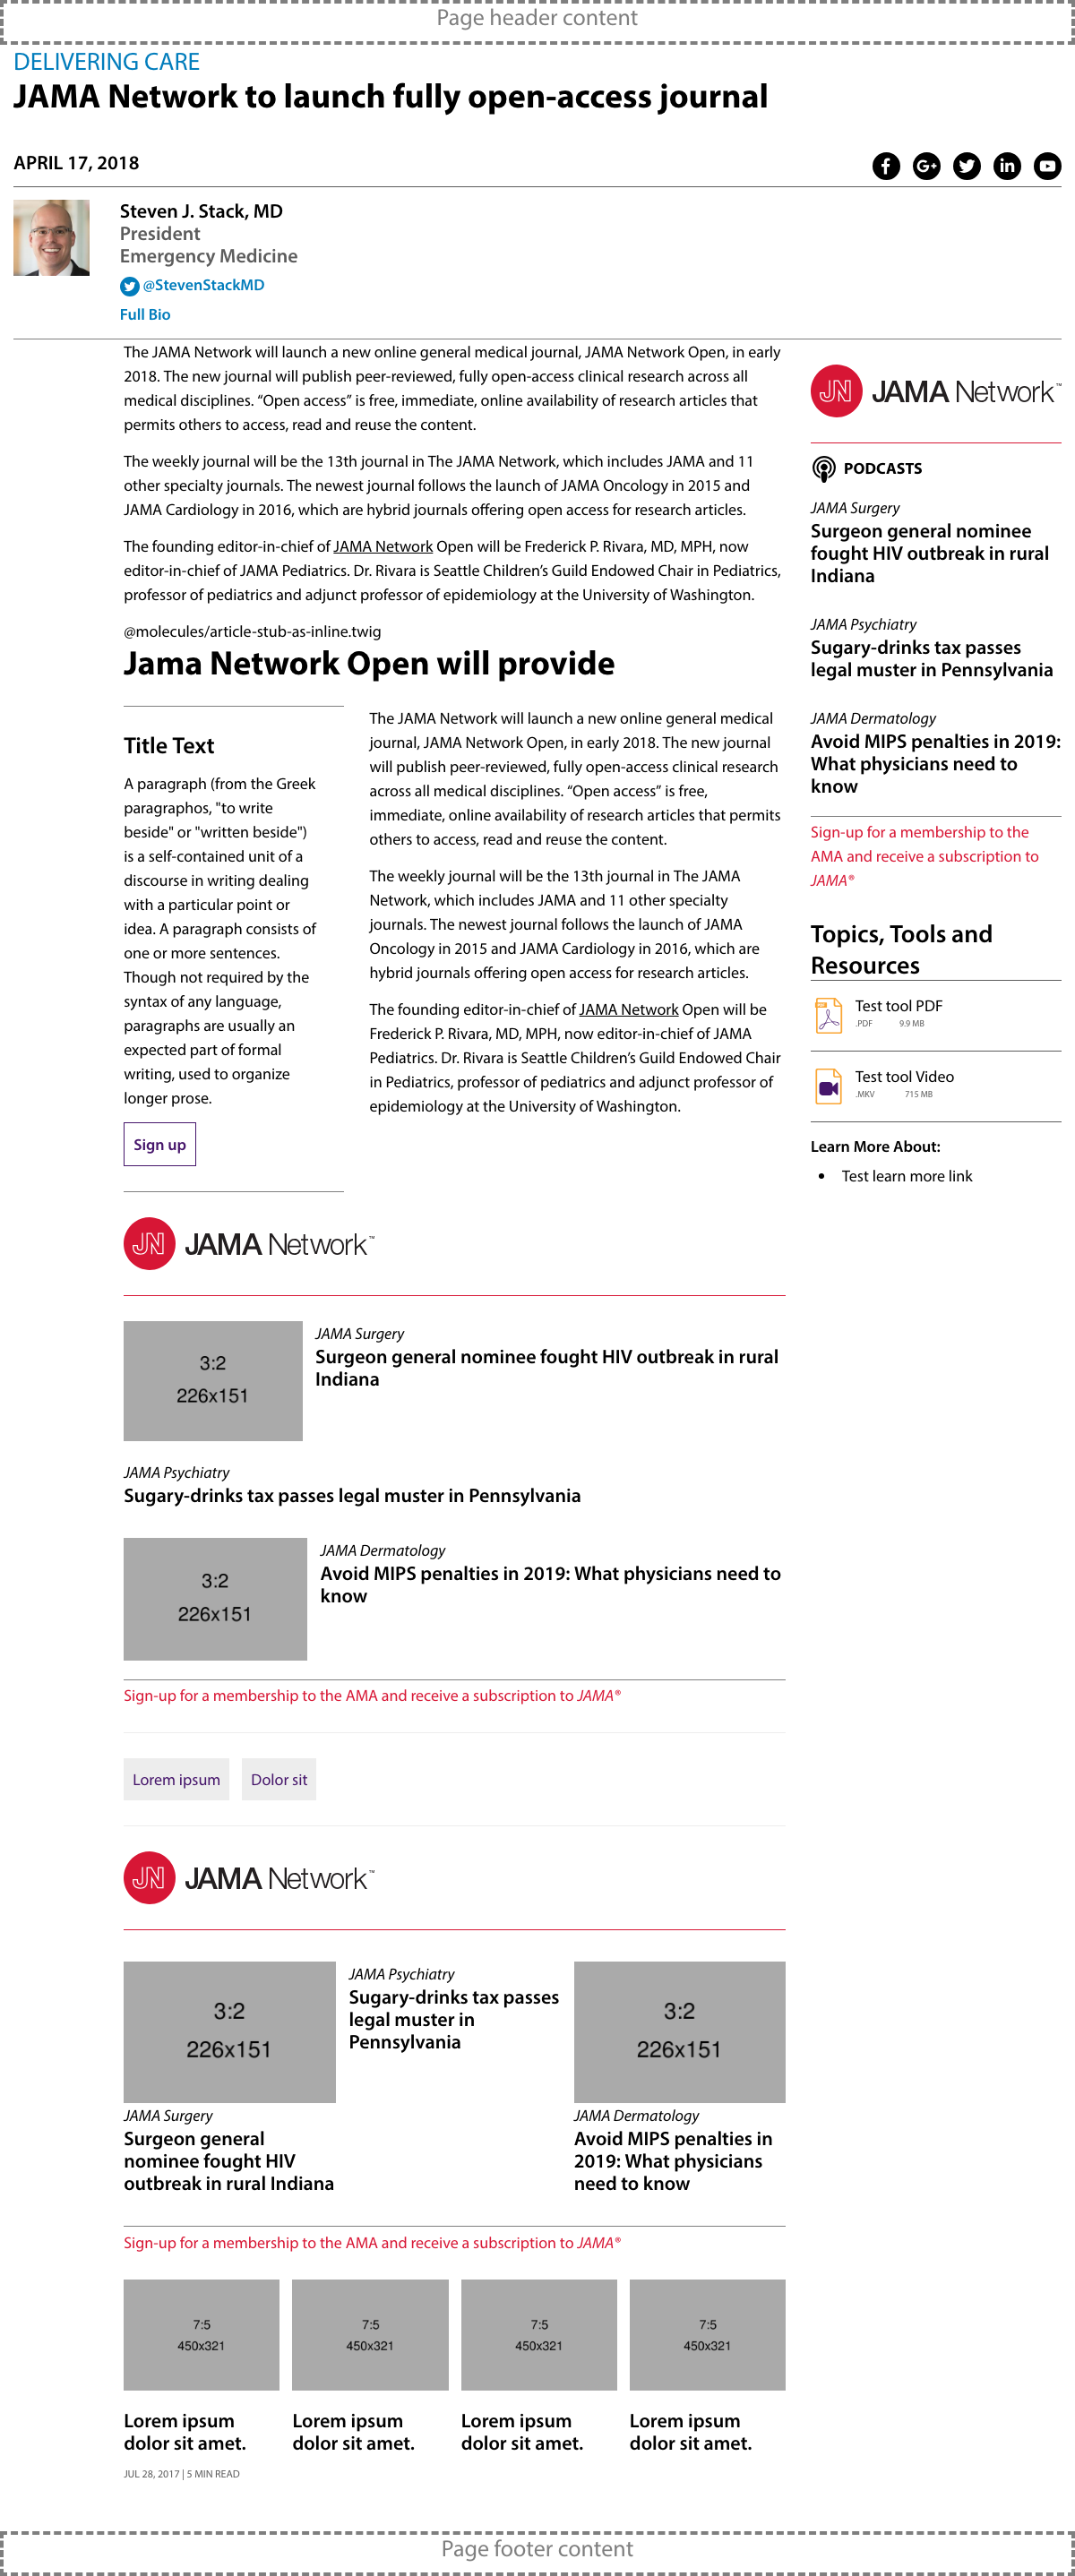 Page header content
DELIVERING CARE
JAMA Network to launch fully open-access journal
APRIL 17, 2018
Steven J. Stack, MD
President
Emergency Medicine
@StevenStackMD
Full Bio
The JAMA Network will launch a new online general medical journal, JAMA Network Open, in early
2018. The new journal will publish peer-reviewed, fully open-access clinical research across all
medical disciplines. “Open access” is free, immediate, online availability of research articles that
permits others to access, read and reuse the content.
The weekly journal will be the 13th journal in The JAMA Network, which includes JAMA and 11
other specialty journals. The newest journal follows the launch of JAMA Oncology in 2015 and
JAMA Cardiology in 2016, which are hybrid journals offering open access for research articles.
The founding editor-in-chief of JAMA Network Open will be Frederick P. Rivara, MD, MPH, now
editor-in-chief of JAMA Pediatrics. Dr. Rivara is Seattle Children’s Guild Endowed Chair in Pediatrics,
professor of pediatrics and adjunct professor of epidemiology at the University of Washington.
@molecules/article-stub-as-inline.twig
Jama Network Open will provide
Title Text
A paragraph (from the Greek
paragraphos, "to write
beside" or "written beside")
is a self-contained unit of a
discourse in writing dealing
with a particular point or
idea. A paragraph consists of
one or more sentences.
Though not required by the
syntax of any language,
paragraphs are usually an
expected part of formal
writing, used to organize
longer prose.
Sign up
The JAMA Network will launch a new online general medical
journal, JAMA Network Open, in early 2018. The new journal
will publish peer-reviewed, fully open-access clinical research
across all medical disciplines. “Open access” is free,
immediate, online availability of research articles that permits
others to access, read and reuse the content.
The weekly journal will be the 13th journal in The JAMA
Network, which includes JAMA and 11 other specialty
journals. The newest journal follows the launch of JAMA
Oncology in 2015 and JAMA Cardiology in 2016, which are
hybrid journals offering open access for research articles.
The founding editor-in-chief of JAMA Network Open will be
Frederick P. Rivara, MD, MPH, now editor-in-chief of JAMA
Pediatrics. Dr. Rivara is Seattle Children’s Guild Endowed Chair
in Pediatrics, professor of pediatrics and adjunct professor of
epidemiology at the University of Washington.
JN JAMA Network™
3:2
226x151
JAMA Surgery
Surgeon general nominee fought HIV outbreak in rural
Indiana
JAMA Psychiatry
Sugary-drinks tax passes legal muster in Pennsylvania
3:2
226x151
JAMA Dermatology
Avoid MIPS penalties in 2019: What physicians need to
know
Sign-up for a membership to the AMA and receive a subscription to JAMA®
Lorem ipsum
Dolor sit
JN JAMA Network™
3:2
226x151
JAMA Surgery
Surgeon general
nominee fought HIV
outbreak in rural Indiana
JAMA Psychiatry
Sugary-drinks tax passes
legal muster in
Pennsylvania
3:2
226x151
JAMA Dermatology
Avoid MIPS penalties in
2019: What physicians
need to know
Sign-up for a membership to the AMA and receive a subscription to JAMA®
7:5
450x321
Lorem ipsum
dolor sit amet.
JUL 28, 2017 | 5 MIN READ
7:5
450x321
Lorem ipsum
dolor sit amet.
7:5
450x321
Lorem ipsum
dolor sit amet.
7:5
450x321
Lorem ipsum
dolor sit amet.
JN JAMA Network™
PODCASTS
JAMA Surgery
Surgeon general nominee
fought HIV outbreak in rural
Indiana
JAMA Psychiatry
Sugary-drinks tax passes
legal muster in Pennsylvania
JAMA Dermatology
Avoid MIPS penalties in 2019:
What physicians need to
know
Sign-up for a membership to the
AMA and receive a subscription to
JAMA®
Topics, Tools and
Resources
Test tool PDF
.PDF 9.9 MB
Test tool Video
.MKV 715 MB
Learn More About:
• Test learn more link
Page footer content